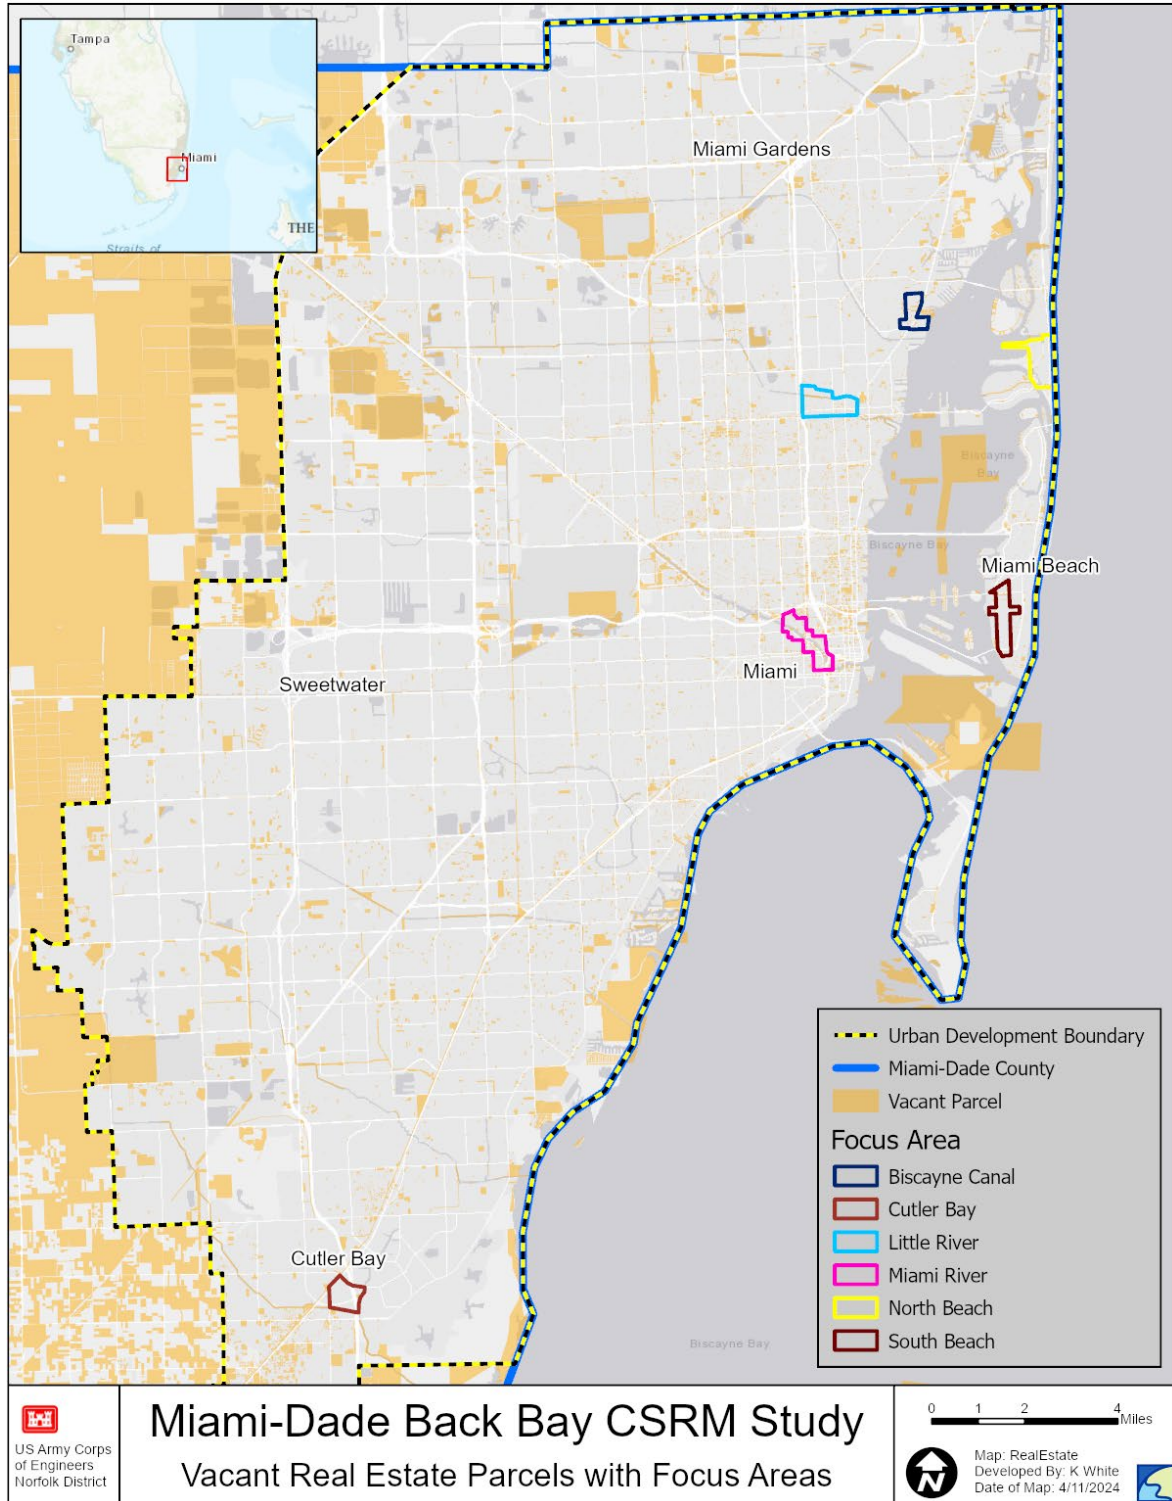 Tampa
Miami
THE
Straits of
Miami Gardens
Biscayne
Bay
Biscayne Bay
Miami Beach
Sweetwater
Miami
Cutler Bay
Biscayne Bay
Urban Development Boundary
Miami-Dade County
Vacant Parcel
Focus Area
Biscayne Canal
Cutler Bay
Little River
Miami River
North Beach
South Beach
US Army Corps
of Engineers
Norfolk District
Miami-Dade Back Bay CSRM Study
Vacant Real Estate Parcels with Focus Areas
0 1 2 4
Miles
N
Map: RealEstate
Developed By: K White
Date of Map: 4/11/2024